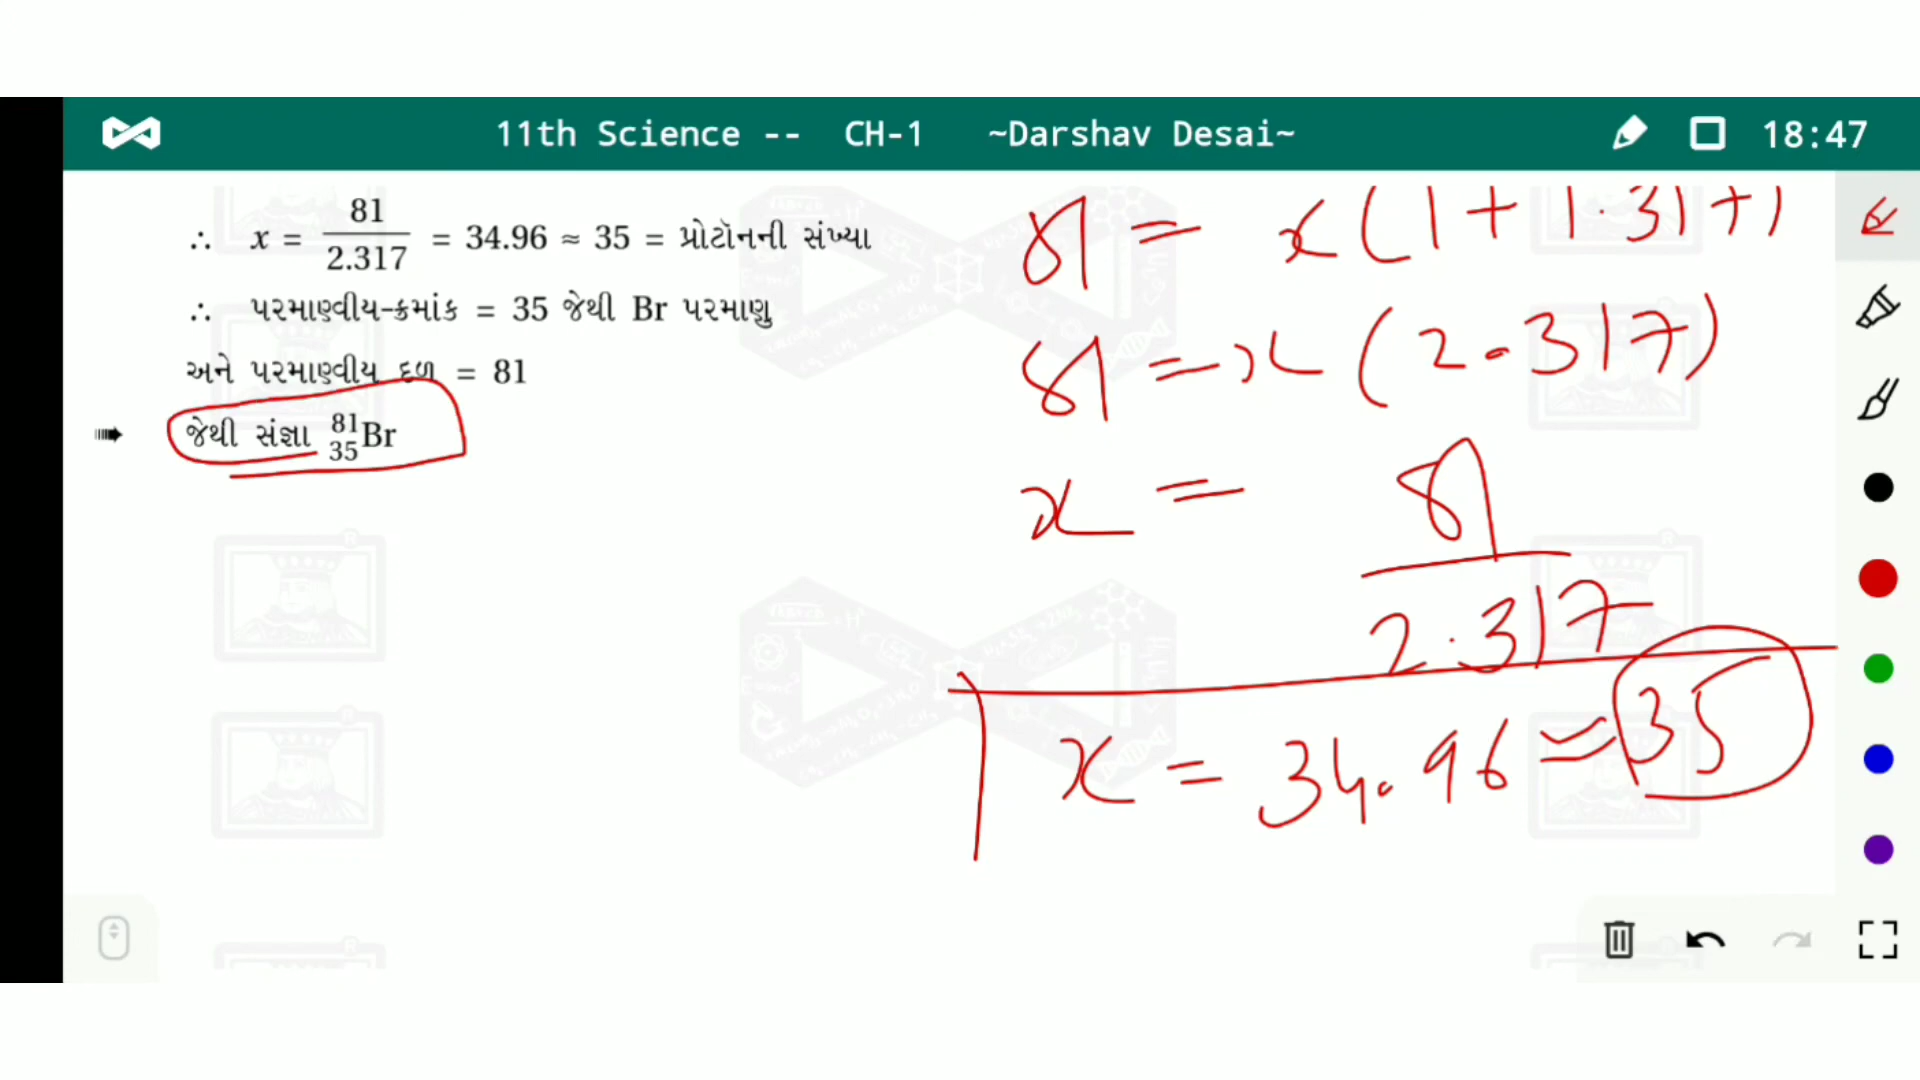 11th Science -- CH-1 ~Darshav Desai~ 18:47
∴ x = 81/2.317 = 34.96 ≈ 35 = પ્રોટૉનની સંખ્યા
∴ પરમાણ્વીય-ક્રમાંક = 35 જેથી Br પરમાણુ
અને પરમાણ્વીય દળ = 81
➠ જેથી સંજ્ઞા ⁸¹₃₅Br
81 = x(1 + 1.317)
81 = x(2.317)
x = 81/2.317
x = 34.96 ≈ 35